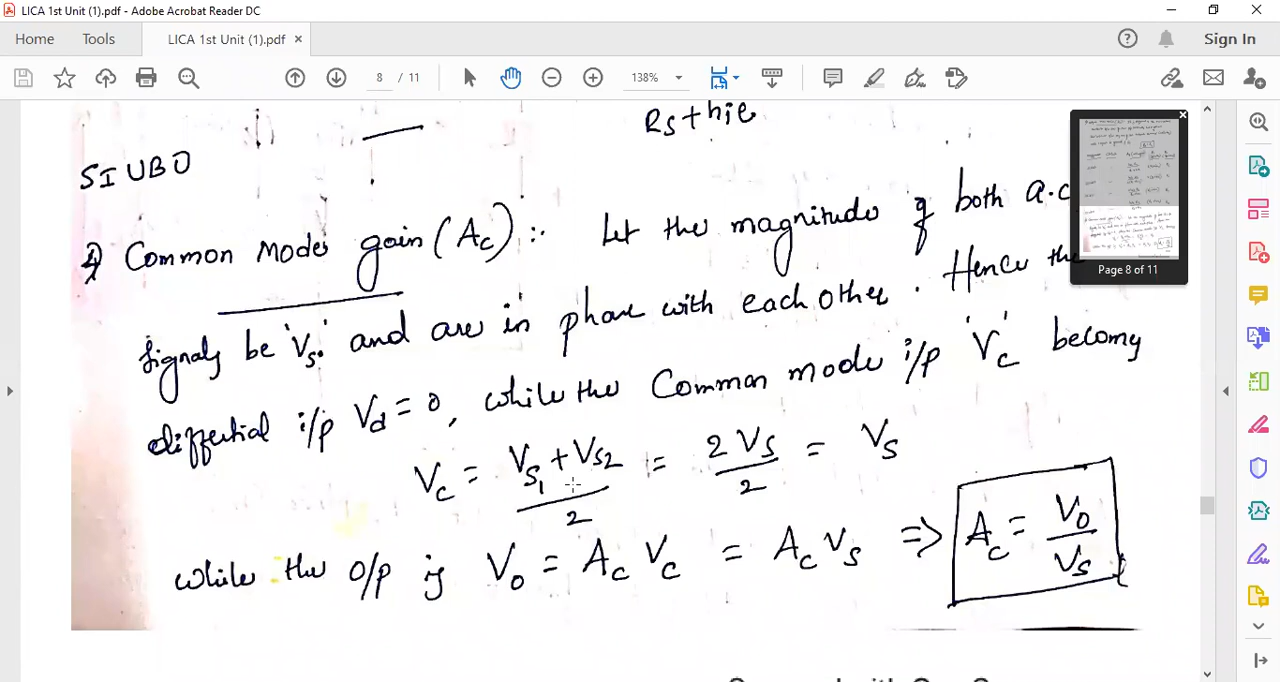 LICA 1st Unit (1).pdf - Adobe Acrobat Reader DC
Home Tools LICA 1st Unit (1).pdf × Sign In
8 / 11 138%
Rs + hie
SI UBO
4) Common Mode gain (Ac) :- Let the magnitude of both a.c
Signals be 'Vs' and are in phase with each other. Hence the
differential i/p Vd = 0, while the Common mode i/p 'Vc' becomes
Vc = (Vs1 + Vs2)/2 = 2Vs/2 = Vs
while the o/p is Vo = Ac Vc = Ac Vs => Ac = Vo/Vs
Page 8 of 11